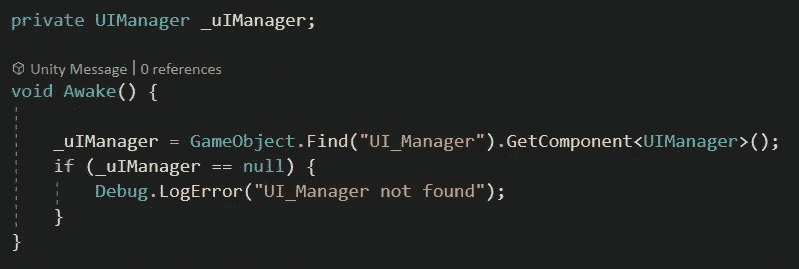 private UIManager _uIManager;
Unity Message | 0 references
void Awake() {
_uIManager = GameObject.Find("UI_Manager").GetComponent<UIManager>();
if (_uIManager == null) {
Debug.LogError("UI_Manager not found");
}
}